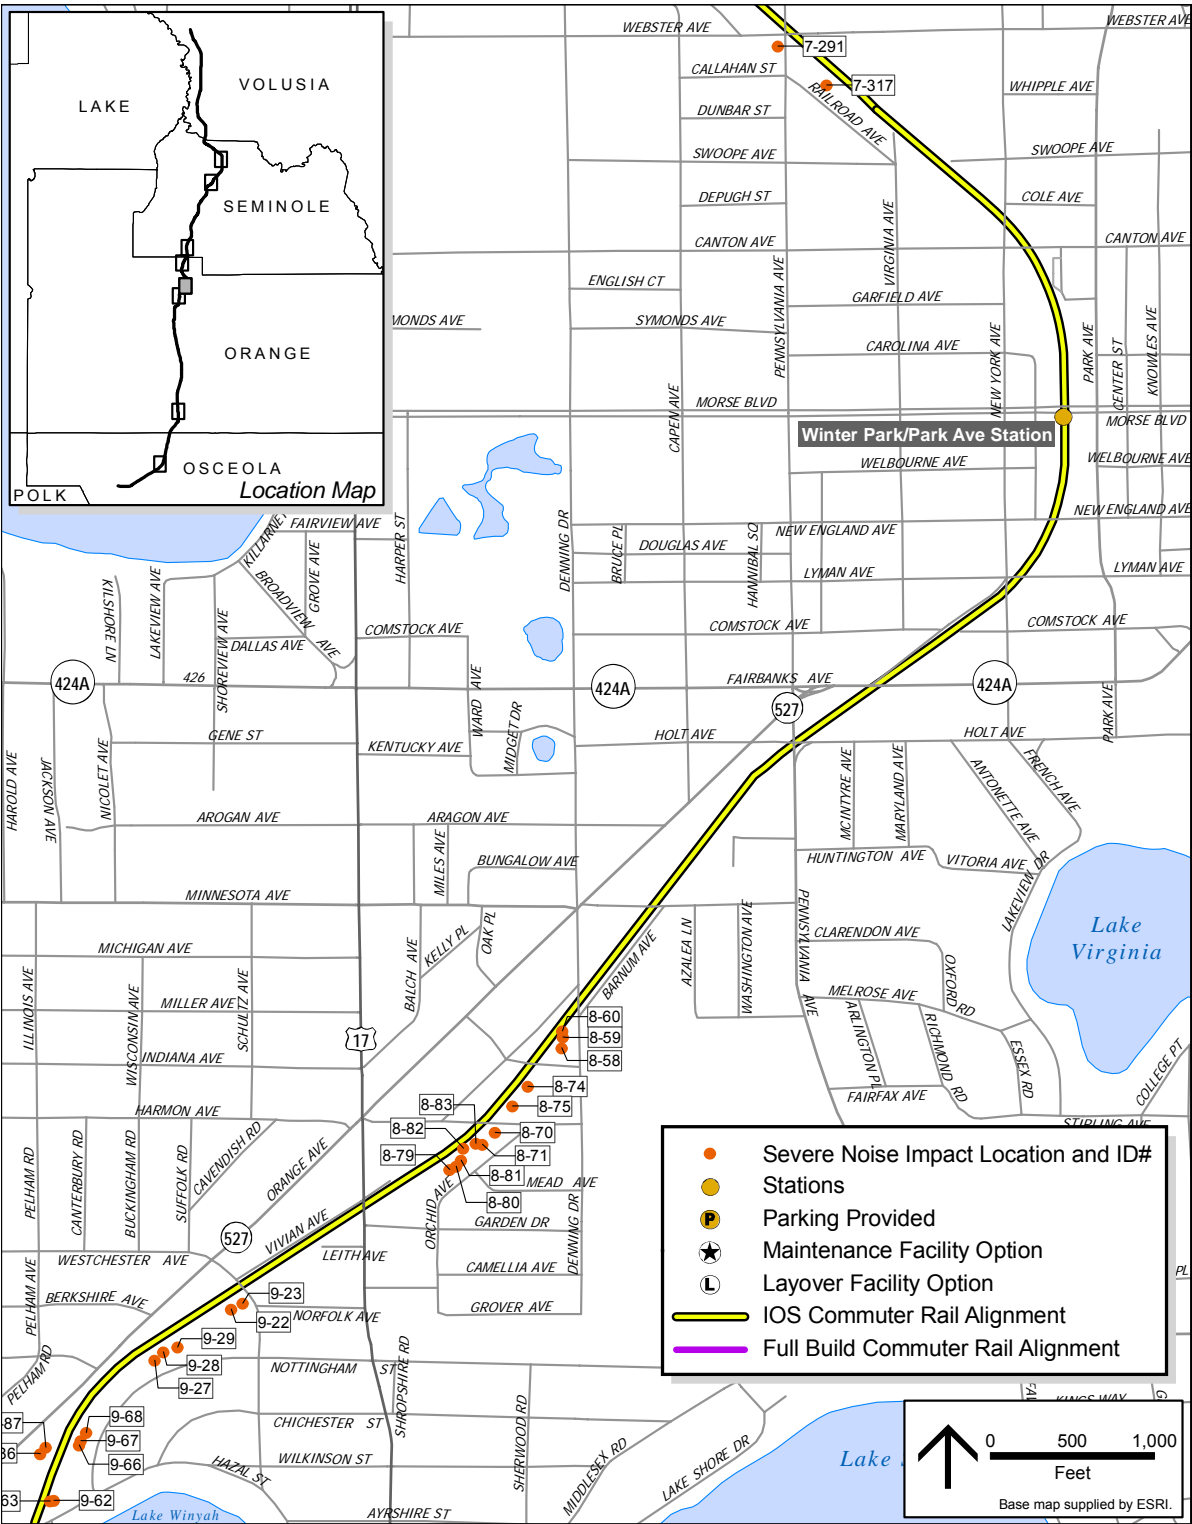 WEBSTER AVE
WEBSTER AVE
7-291
CALLAHAN ST
7-317
WHIPPLE AVE
RAILROAD AVE
DUNBAR ST
SWOOPE AVE
SWOOPE AVE
DEPUGH ST
COLE AVE
VIRGINIA AVE
CANTON AVE
CANTON AVE
PENNSYLVANIA AVE
ENGLISH CT
GARFIELD AVE
MONDS AVE
SYMONDS AVE
CAROLINA AVE
NEW YORK AVE
PARK AVE
CENTER ST
KNOWLES AVE
CAPEN AVE
MORSE BLVD
MORSE BLVD
Winter Park/Park Ave Station
WELBOURNE AVE
WELBOURNE AVE
VOLUSIA
LAKE
SEMINOLE
ORANGE
OSCEOLA
POLK
Location Map
NEW ENGLAND AVE
NEW ENGLAND AVE
FAIRVIEW AVE
KILLARNEY
HARPER ST
DENNING DR
BRUCE PL
DOUGLAS AVE
HANNIBAL SQ
LYMAN AVE
LYMAN AVE
KILSHORE LN
LAKEVIEW AVE
BROADVIEW AVE
GROVE AVE
SHOREVIEW AVE
DALLAS AVE
COMSTOCK AVE
COMSTOCK AVE
COMSTOCK AVE
424A
426
424A
FAIRBANKS AVE
424A
527
WARD AVE
MIDGET DR
PARK AVE
GENE ST
KENTUCKY AVE
HOLT AVE
HOLT AVE
HAROLD AVE
JACKSON AVE
NICOLET AVE
MCINTYRE AVE
MARYLAND AVE
ANTONETTE AVE
FRENCH AVE
AROGAN AVE
ARAGON AVE
MILES AVE
BUNGALOW AVE
HUNTINGTON AVE
VITORIA AVE
LAKEVIEW DR
MINNESOTA AVE
Lake
Virginia
MICHIGAN AVE
KELLY PL
OAK PL
BALCH AVE
BARNUM AVE
AZALEA LN
WASHINGTON AVE
PENNSYLVANIA AVE
CLARENDON AVE
OXFORD RD
ILLINOIS AVE
WISCONSIN AVE
MILLER AVE
SCHULTZ AVE
MELROSE AVE
ARLINGTON PL
RICHMOND RD
ESSEX RD
COLLEGE PT
17
INDIANA AVE
8-60
8-59
8-58
8-74
8-75
FAIRFAX AVE
STIRLING AVE
HARMON AVE
8-83
8-82
8-70
8-79
8-71
8-81
8-80
MEAD AVE
PELHAM RD
CANTERBURY RD
BUCKINGHAM RD
SUFFOLK RD
CAVENDISH RD
ORANGE AVE
ORCHID AVE
GARDEN DR
DENNING DR
527
VIVIAN AVE
LEITH AVE
WESTCHESTER AVE
CAMELLIA AVE
PELHAM AVE
BERKSHIRE AVE
9-23
9-22
NORFOLK AVE
GROVER AVE
9-29
9-28
9-27
NOTTINGHAM ST
SHROPSHIRE RD
PELHAM RD
9-68
9-67
9-66
-87
36
CHICHESTER ST
SHERWOOD RD
MIDDLESEX RD
LAKE SHORE DR
HAZAL ST
WILKINSON ST
63
9-62
Lake Winyah
AYRSHIRE ST
Severe Noise Impact Location and ID#
Stations
P
Parking Provided
Maintenance Facility Option
L
Layover Facility Option
IOS Commuter Rail Alignment
Full Build Commuter Rail Alignment
PL
KINGS WAY
Lake
0 500 1,000
Feet
Base map supplied by ESRI.